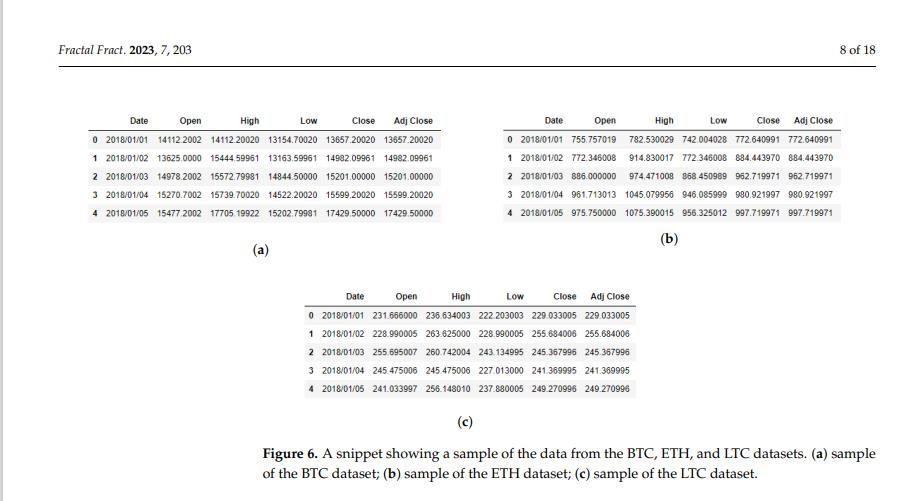 Fractal Fract. 2023, 7, 203 8 of 18
Date Open High Low Close Adj Close
0 2018/01/01 14112.2002 14112.20020 13154.70020 13657.20020 13657.20020
1 2018/01/02 13625.0000 15444.59961 13163.59961 14982.09961 14982.09961
2 2018/01/03 14978.2002 15572.79981 14844.50000 15201.00000 15201.00000
3 2018/01/04 15270.7002 15739.70020 14522.20020 15599.20020 15599.20020
4 2018/01/05 15477.2002 17705.19922 15202.79981 17429.50000 17429.50000
(a)
Date Open High Low Close Adj Close
0 2018/01/01 755.757019 782.530029 742.004028 772.640991 772.640991
1 2018/01/02 772.346008 914.830017 772.346008 884.443970 884.443970
2 2018/01/03 886.000000 974.471008 868.450989 962.719971 962.719971
3 2018/01/04 961.713013 1045.079956 946.085999 980.921997 980.921997
4 2018/01/05 975.750000 1075.390015 956.325012 997.719971 997.719971
(b)
Date Open High Low Close Adj Close
0 2018/01/01 231.666000 236.634003 222.203003 229.033005 229.033005
1 2018/01/02 228.990005 263.625000 228.990005 255.684006 255.684006
2 2018/01/03 255.695007 260.742004 243.134995 245.367996 245.367996
3 2018/01/04 245.475006 245.475006 227.013000 241.369995 241.369995
4 2018/01/05 241.033997 256.148010 237.880005 249.270996 249.270996
(c)
Figure 6. A snippet showing a sample of the data from the BTC, ETH, and LTC datasets. (a) sample
of the BTC dataset; (b) sample of the ETH dataset; (c) sample of the LTC dataset.